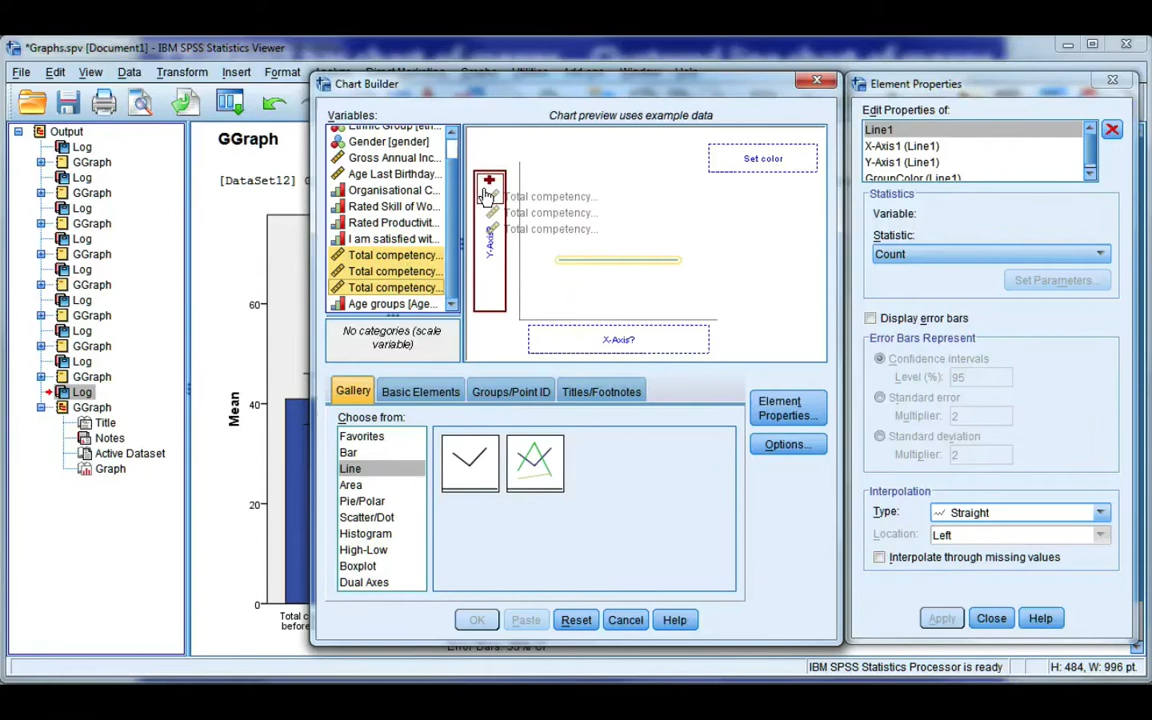 *Graphs.spv [Document1] - IBM SPSS Statistics Viewer
File Edit View Data Transform Insert Format
Output
Log
GGraph
Log
GGraph
Log
GGraph
Log
GGraph
Log
GGraph
Log
GGraph
Log
GGraph
Log
GGraph
Log
GGraph
Title
Notes
Active Dataset
Graph
GGraph
[DataSet12]
Mean
60
40
20
0
before
Chart Builder
Variables:
Chart preview uses example data
Gender [gender]
Gross Annual Inc...
Age Last Birthday...
Organisational C...
Rated Skill of Wo...
Rated Productivit...
I am satisfied wit...
Total competency...
Total competency...
Total competency...
Age groups [Age...
No categories (scale
variable)
Set color
Total competency...
Total competency...
Total competency...
Y-Axis?
X-Axis?
Gallery Basic Elements Groups/Point ID Titles/Footnotes
Choose from:
Favorites
Bar
Line
Area
Pie/Polar
Scatter/Dot
Histogram
High-Low
Boxplot
Dual Axes
Element
Properties...
Options...
OK Paste Reset Cancel Help
Element Properties
Edit Properties of:
Line1
X-Axis1 (Line1)
Y-Axis1 (Line1)
GroupColor (Line1)
Statistics
Variable:
Statistic:
Count
Set Parameters...
Display error bars
Error Bars Represent
Confidence intervals
Level (%): 95
Standard error
Multiplier: 2
Standard deviation
Multiplier: 2
Interpolation
Type: Straight
Location: Left
Interpolate through missing values
Apply Close Help
IBM SPSS Statistics Processor is ready H: 484, W: 996 pt.